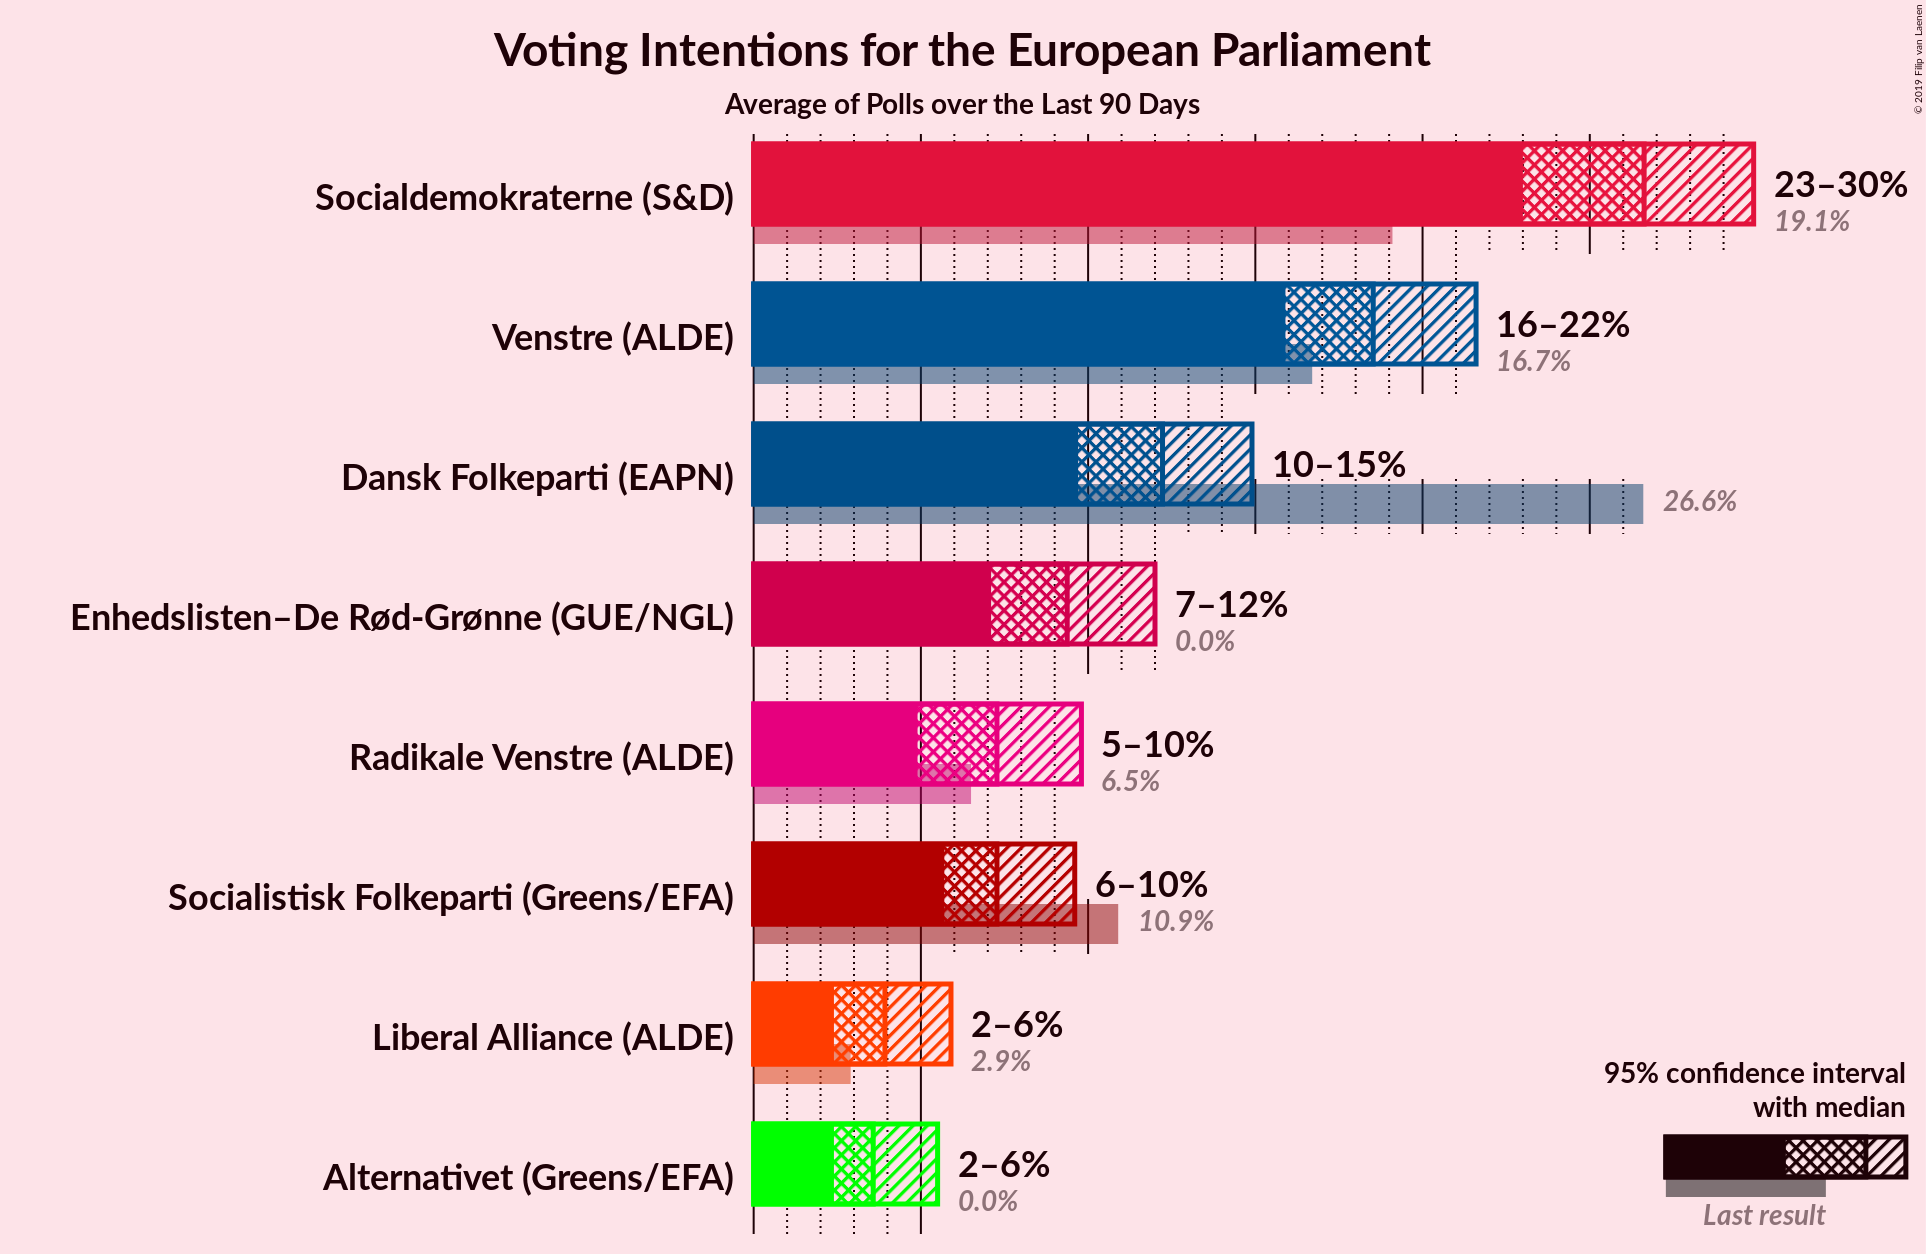 Voting Intentions for the European Parliament
Average of Polls over the Last 90 Days
© 2019 Filip van Laenen
Socialdemokraterne (S&D)
23–30%
19.1%
Venstre (ALDE)
16–22%
16.7%
Dansk Folkeparti (EAPN)
10–15%
26.6%
Enhedslisten–De Rød-Grønne (GUE/NGL)
7–12%
0.0%
Radikale Venstre (ALDE)
5–10%
6.5%
Socialistisk Folkeparti (Greens/EFA)
6–10%
10.9%
Liberal Alliance (ALDE)
2–6%
2.9%
Alternativet (Greens/EFA)
2–6%
0.0%
95% confidence interval
with median
Last result